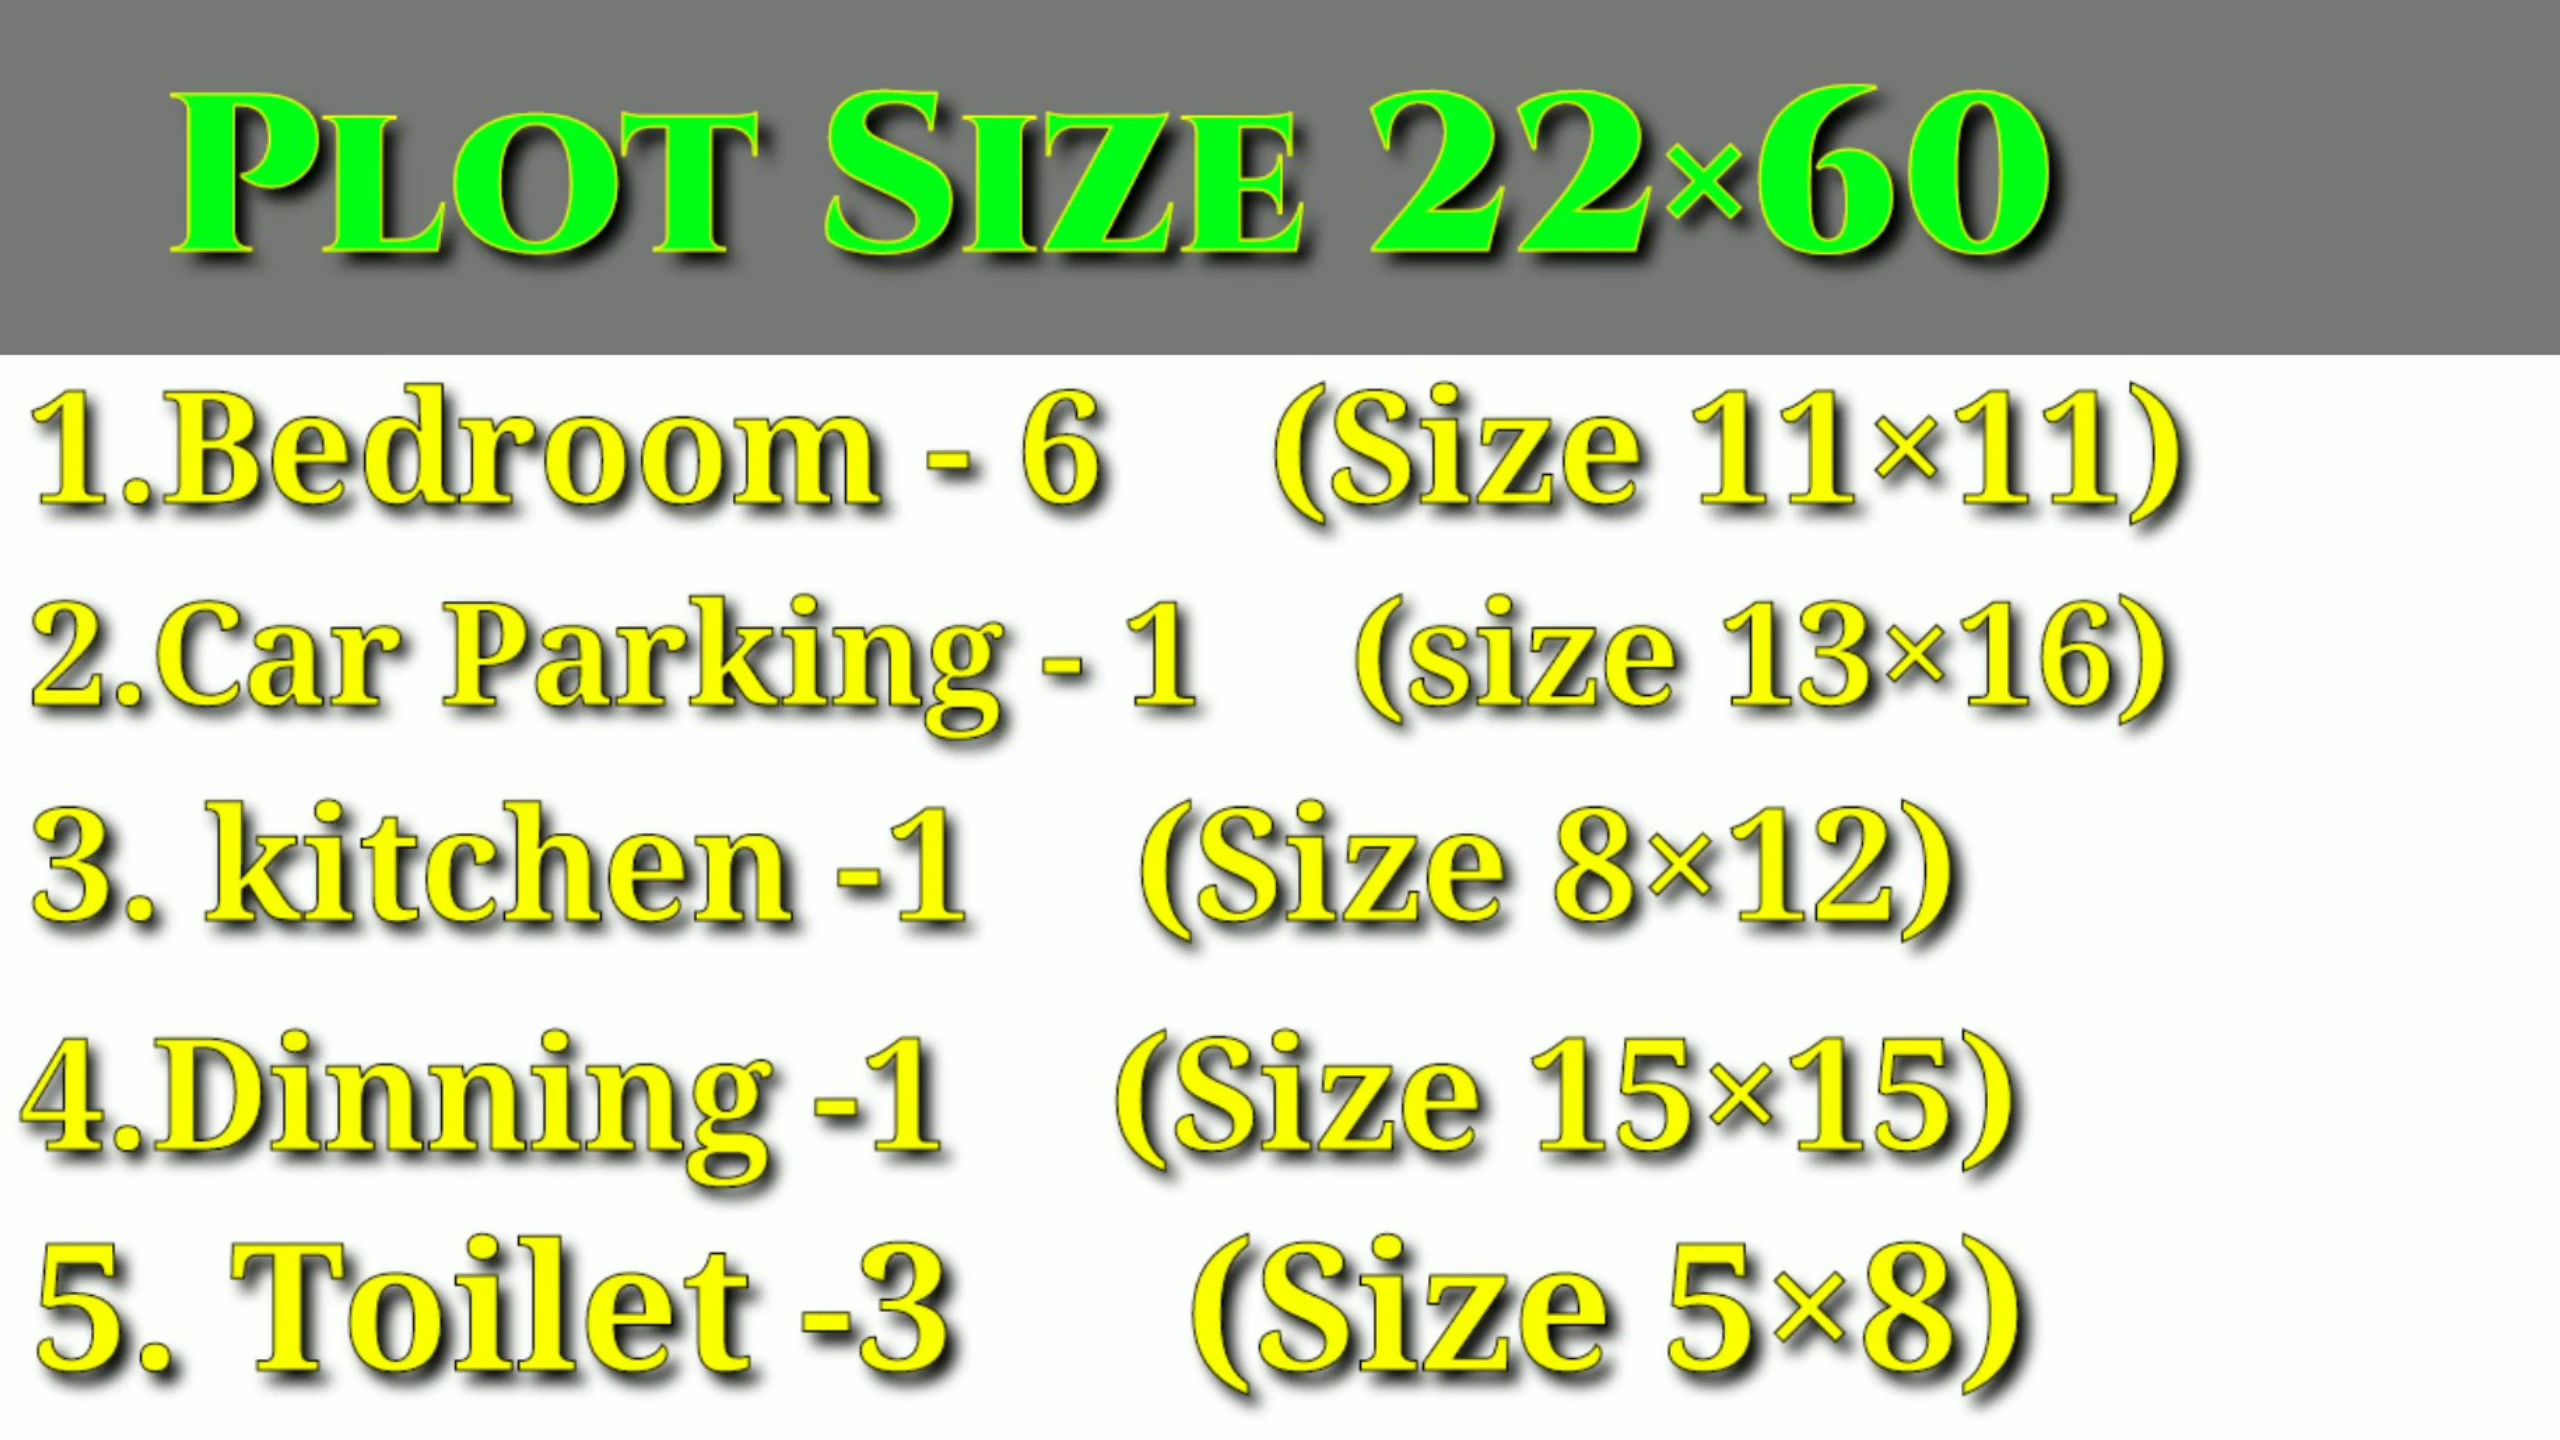 Plot Size 22×60
1.Bedroom - 6 (Size 11×11)
2.Car Parking - 1 (size 13×16)
3. kitchen -1 (Size 8×12)
4.Dinning -1 (Size 15×15)
5. Toilet -3 (Size 5×8)